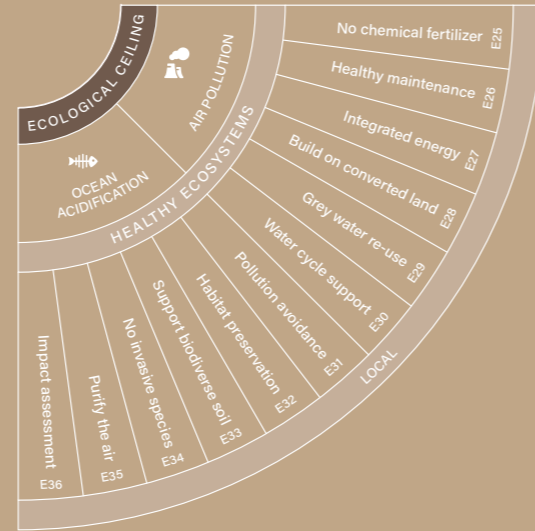 ECOLOGICAL CEILING
AIR POLLUTION
OCEAN
ACIDIFICATION
HEALTHY ECOSYSTEMS
No chemical fertilizer E25
Healthy maintenance E26
Integrated energy E27
Build on converted land E28
Grey water re-use E29
Water cycle support E30
Pollution avoidance E31
Habitat preservation E32
Support biodiverse soil E33
No invasive species E34
Purify the air E35
Impact assessment E36
LOCAL